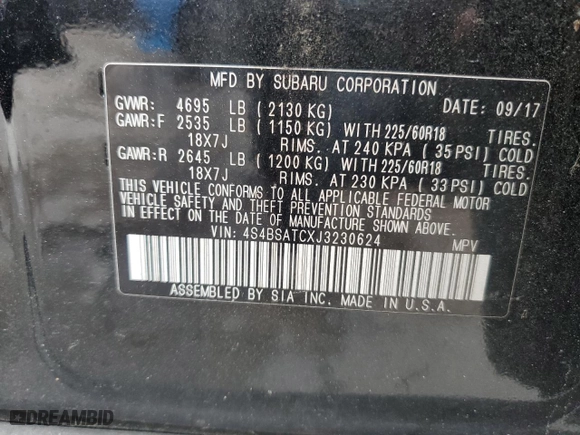 MFD BY SUBARU CORPORATION
GVWR: 4695 LB ( 2130 KG) DATE: 09/17
GAWR:F 2535 LB ( 1150 KG) WITH 225/60R18 TIRES.
18X7J RIMS. AT 240 KPA ( 35 PSI) COLD
GAWR:R 2645 LB ( 1200 KG) WITH 225/60R18 TIRES.
18X7J RIMS. AT 230 KPA ( 33 PSI) COLD
THIS VEHICLE CONFORMS TO ALL APPLICABLE FEDERAL MOTOR
VEHICLE SAFETY AND THEFT PREVENTION STANDARDS
IN EFFECT ON THE DATE OF MANUFACTURE SHOWN ABOVE.
VIN: 4S4BSATCXJ3230624 MPV
ASSEMBLED BY SIA INC. MADE IN U.S.A.
DREAMBID